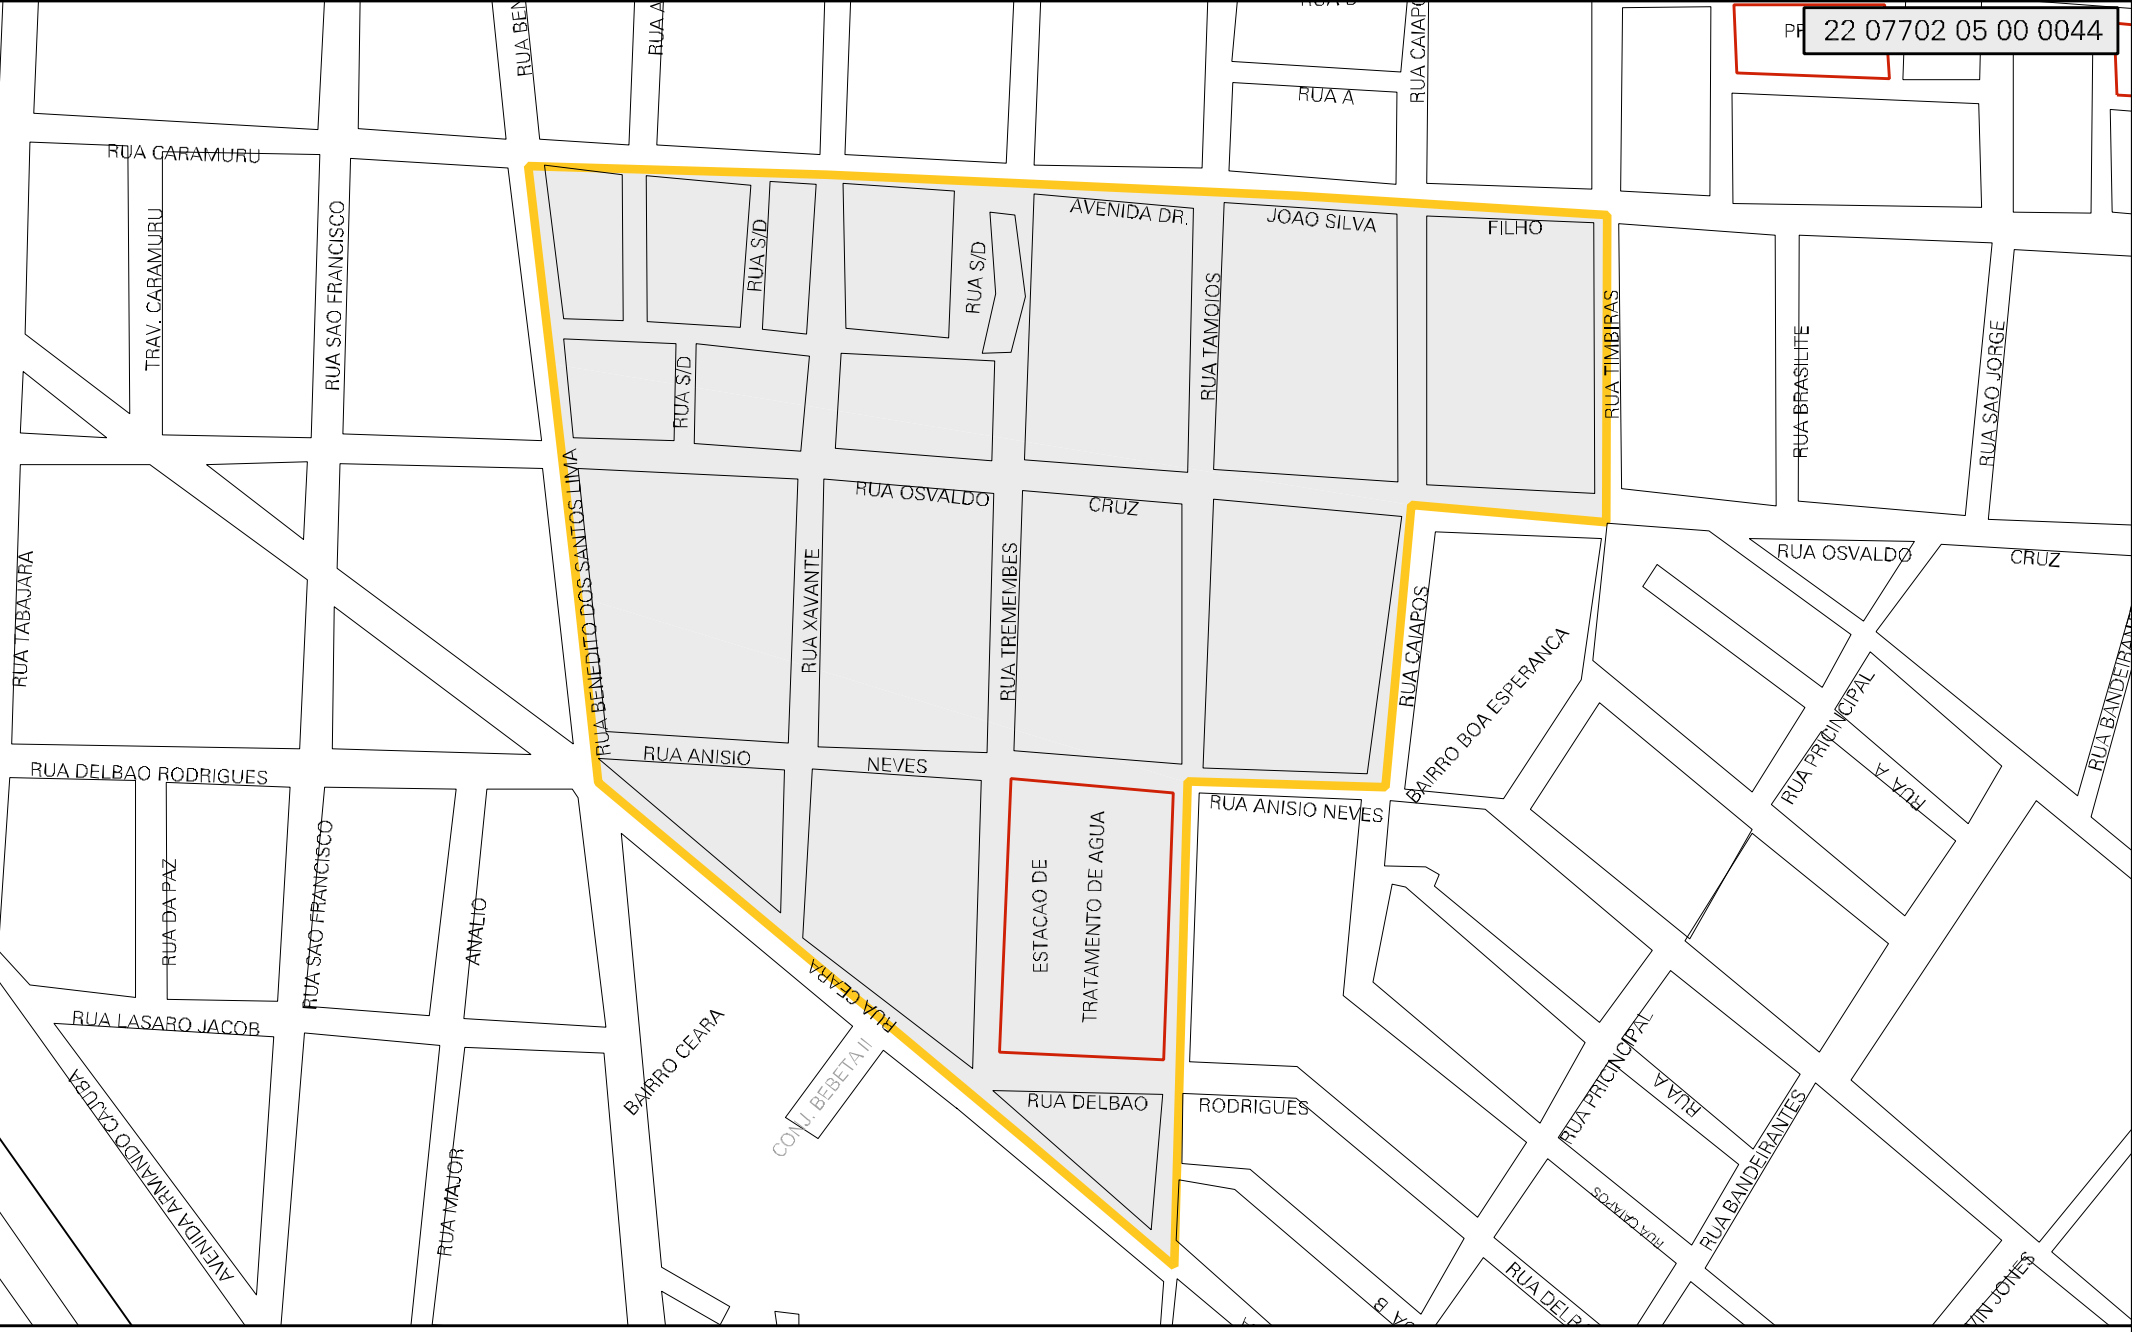 22 07702 05 00 0044
RUA A
RUA CARAMURU
TRAV. CARAMURU
RUA SAO FRANCISCO
RUA S/D
RUA S/D
RUA S/D
AVENIDA DR.
JOAO SILVA
FILHO
RUA TAMOIOS
RUA TIMBIRAS
RUA BRASILITE
RUA SAO JORGE
RUA BENEDITO DOS SANTOS LIMA
RUA OSVALDO
CRUZ
RUA OSVALDO
CRUZ
RUA TABAJARA
RUA XAVANTE
RUA TREMEMBES
RUA CAIAPOS
BAIRRO BOA ESPERANCA
RUA PRICINCIPAL
RUA A
RUA ANISIO
NEVES
RUA ANISIO NEVES
RUA DELBAO RODRIGUES
RUA DA PAZ
RUA SAO FRANCISCO
ANALIO
ESTACAO DE
TRATAMENTO DE AGUA
RUA CEARA
RUA LASARO JACOB
BAIRRO CEARA
CONJ. BEBETA II
AVENIDA ARMANDO CAJUBA
RUA MAJOR
RUA DELBAO
RODRIGUES
RUA PRICINCIPAL
RUA A
RUA BANDEIRANTES
RUA CAIAPOS